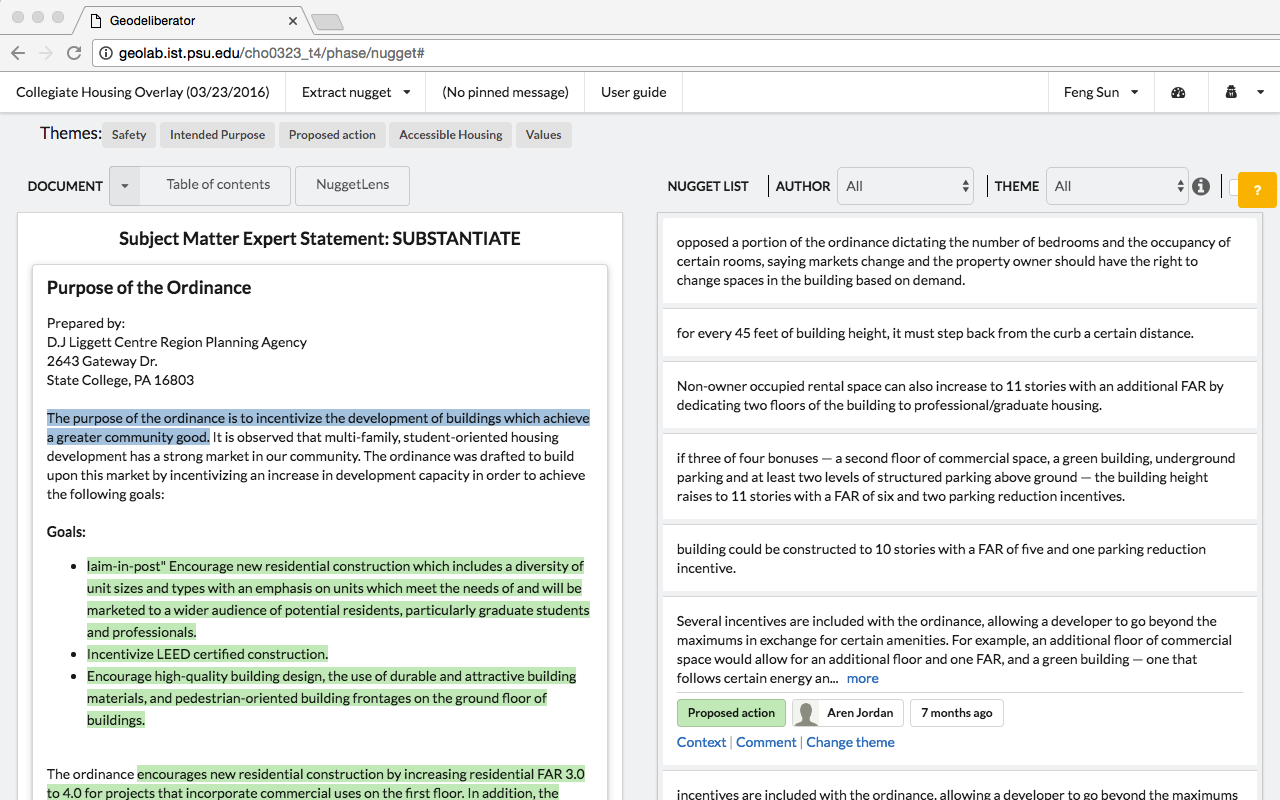 Geodeliberator
geolab.ist.psu.edu/cho0323_t4/phase/nugget#
Collegiate Housing Overlay (03/23/2016) Extract nugget (No pinned message) User guide Feng Sun
Themes: Safety Intended Purpose Proposed action Accessible Housing Values
DOCUMENT Table of contents NuggetLens
Subject Matter Expert Statement: SUBSTANTIATE
Purpose of the Ordinance
Prepared by:
D.J Liggett Centre Region Planning Agency
2643 Gateway Dr.
State College, PA 16803
The purpose of the ordinance is to incentivize the development of buildings which achieve
a greater community good. It is observed that multi-family, student-oriented housing
development has a strong market in our community. The ordinance was drafted to build
upon this market by incentivizing an increase in development capacity in order to achieve
the following goals:
Goals:
• laim-in-post" Encourage new residential construction which includes a diversity of
unit sizes and types with an emphasis on units which meet the needs of and will be
marketed to a wider audience of potential residents, particularly graduate students
and professionals.
• Incentivize LEED certified construction.
• Encourage high-quality building design, the use of durable and attractive building
materials, and pedestrian-oriented building frontages on the ground floor of
buildings.
The ordinance encourages new residential construction by increasing residential FAR 3.0
to 4.0 for projects that incorporate commercial uses on the first floor. In addition, the
NUGGET LIST AUTHOR All THEME All ?
opposed a portion of the ordinance dictating the number of bedrooms and the occupancy of
certain rooms, saying markets change and the property owner should have the right to
change spaces in the building based on demand.
for every 45 feet of building height, it must step back from the curb a certain distance.
Non-owner occupied rental space can also increase to 11 stories with an additional FAR by
dedicating two floors of the building to professional/graduate housing.
if three of four bonuses — a second floor of commercial space, a green building, underground
parking and at least two levels of structured parking above ground — the building height
raises to 11 stories with a FAR of six and two parking reduction incentives.
building could be constructed to 10 stories with a FAR of five and one parking reduction
incentive.
Several incentives are included with the ordinance, allowing a developer to go beyond the
maximums in exchange for certain amenities. For example, an additional floor of commercial
space would allow for an additional floor and one FAR, and a green building — one that
follows certain energy an... more
Proposed action Aren Jordan 7 months ago
Context | Comment | Change theme
incentives are included with the ordinance, allowing a developer to go beyond the maximums